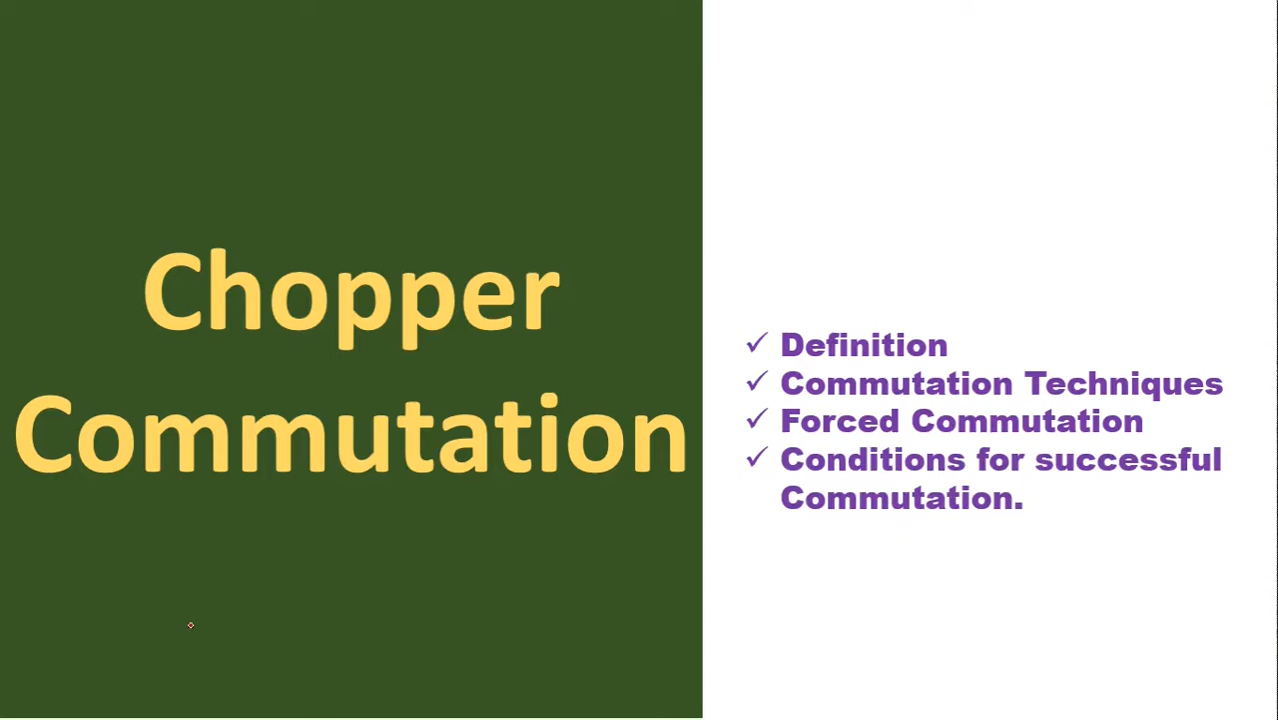 Chopper
Commutation
✓ Definition
✓ Commutation Techniques
✓ Forced Commutation
✓ Conditions for successful
Commutation.